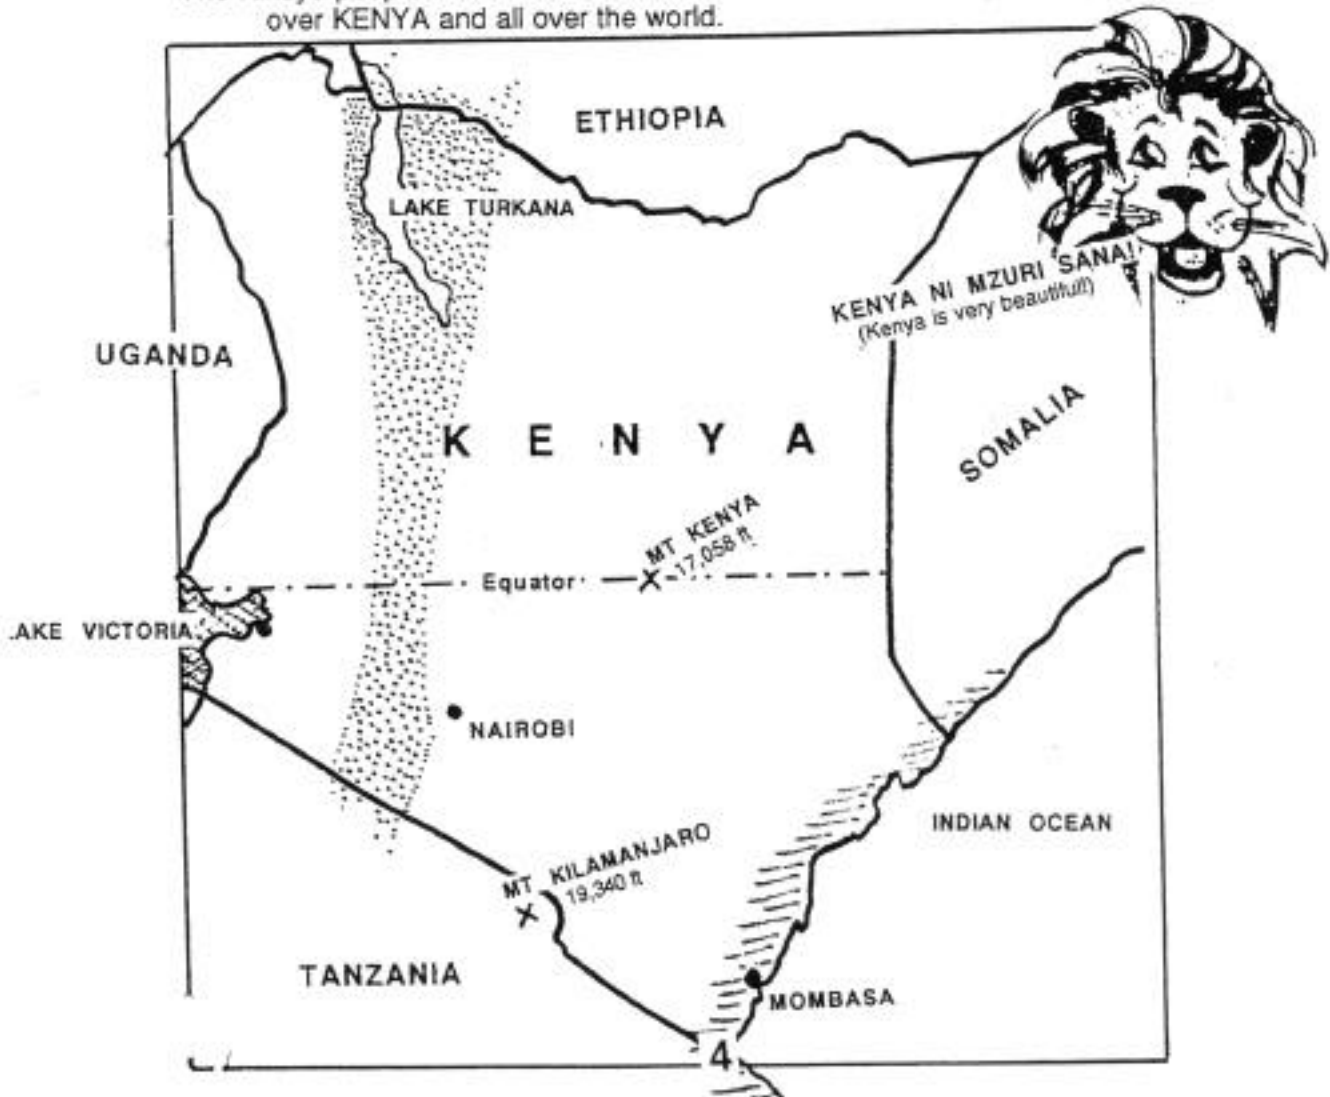 over KENYA and all over the world.
ETHIOPIA
LAKE TURKANA
KENYA NI MZURI SANA!
(Kenya is very beautiful!)
UGANDA
KENYA
SOMALIA
MT KENYA
17,058 ft
Equator
.AKE VICTORIA
NAIROBI
INDIAN OCEAN
MT KILAMANJARO
19,340 ft
TANZANIA
MOMBASA
4